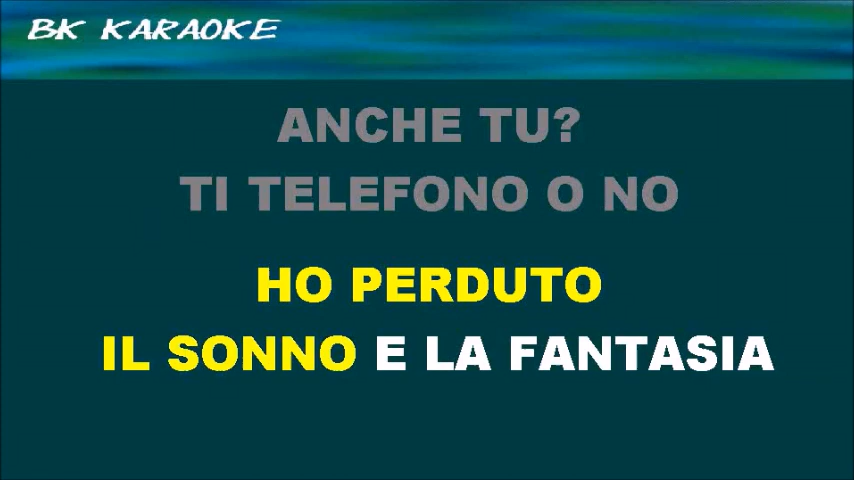 BK KARAOKE
ANCHE TU?
TI TELEFONO O NO
HO PERDUTO
IL SONNO E LA FANTASIA